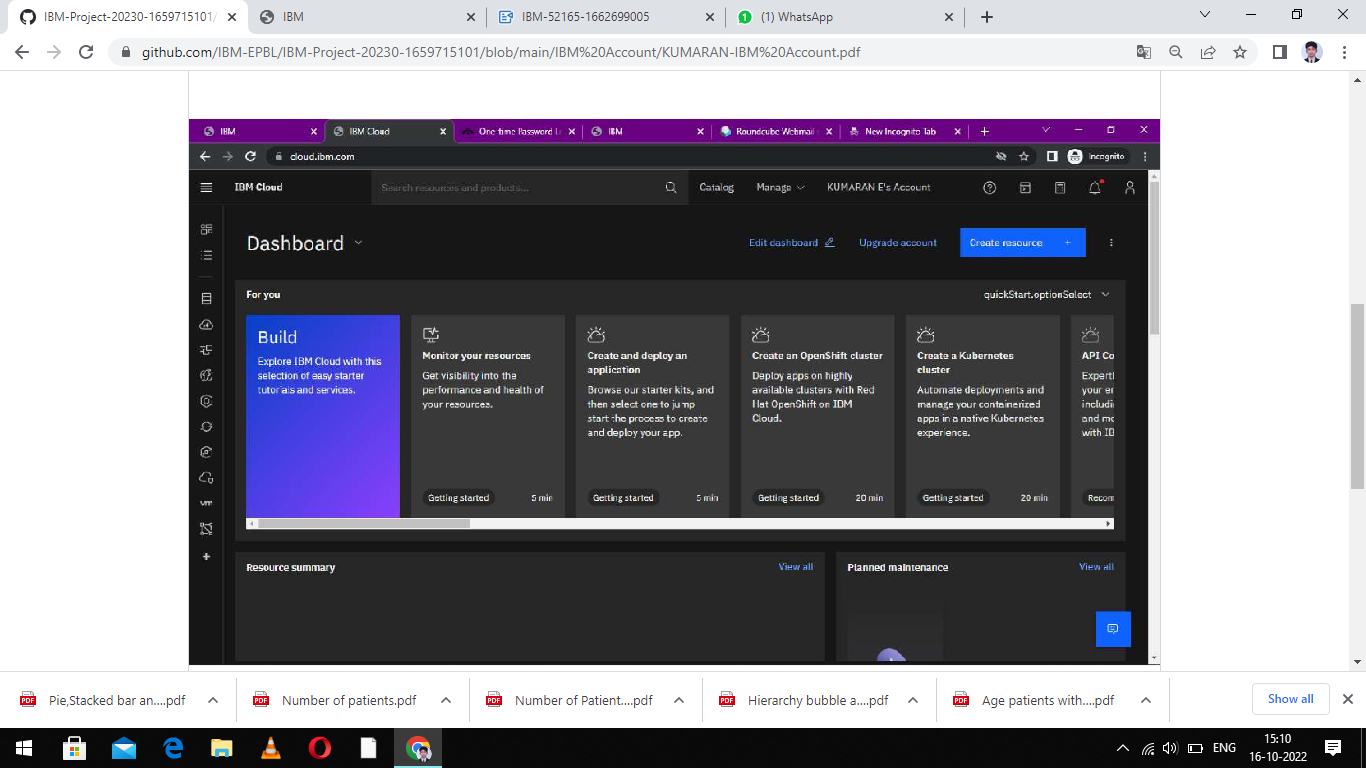 IBM-Project-20230-1659715101/
IBM
IBM-52165-1662699005
(1) WhatsApp
github.com/IBM-EPBL/IBM-Project-20230-1659715101/blob/main/IBM%20Account/KUMARAN-IBM%20Account.pdf
IBM
IBM Cloud
One-time Password
IBM
Roundcube Webmail
New Incognito Tab
cloud.ibm.com
Incognito
IBM Cloud
Search resources and products...
Catalog
Manage
KUMARAN E's Account
Dashboard
Edit dashboard
Upgrade account
Create resource +
For you
quickStart.optionSelect
Build
Explore IBM Cloud with this
selection of easy starter
tutorials and services.
Monitor your resources
Get visibility into the
performance and health of
your resources.
Getting started
5 min
Create and deploy an
application
Browse our starter kits, and
then select one to jump
start the process to create
and deploy your app.
Getting started
5 min
Create an OpenShift cluster
Deploy apps on highly
available clusters with Red
Hat OpenShift on IBM
Cloud.
Getting started
20 min
Create a Kubernetes
cluster
Automate deployments and
manage your containerized
apps in a native Kubernetes
experience.
Getting started
20 min
API Co
Expert
your e
includi
and mo
with IB
Recom
vm
Resource summary
View all
Planned maintenance
View all
Pie,Stacked bar an....pdf
Number of patients.pdf
Number of Patient....pdf
Hierarchy bubble a....pdf
Age patients with....pdf
Show all
ENG
15:10
16-10-2022